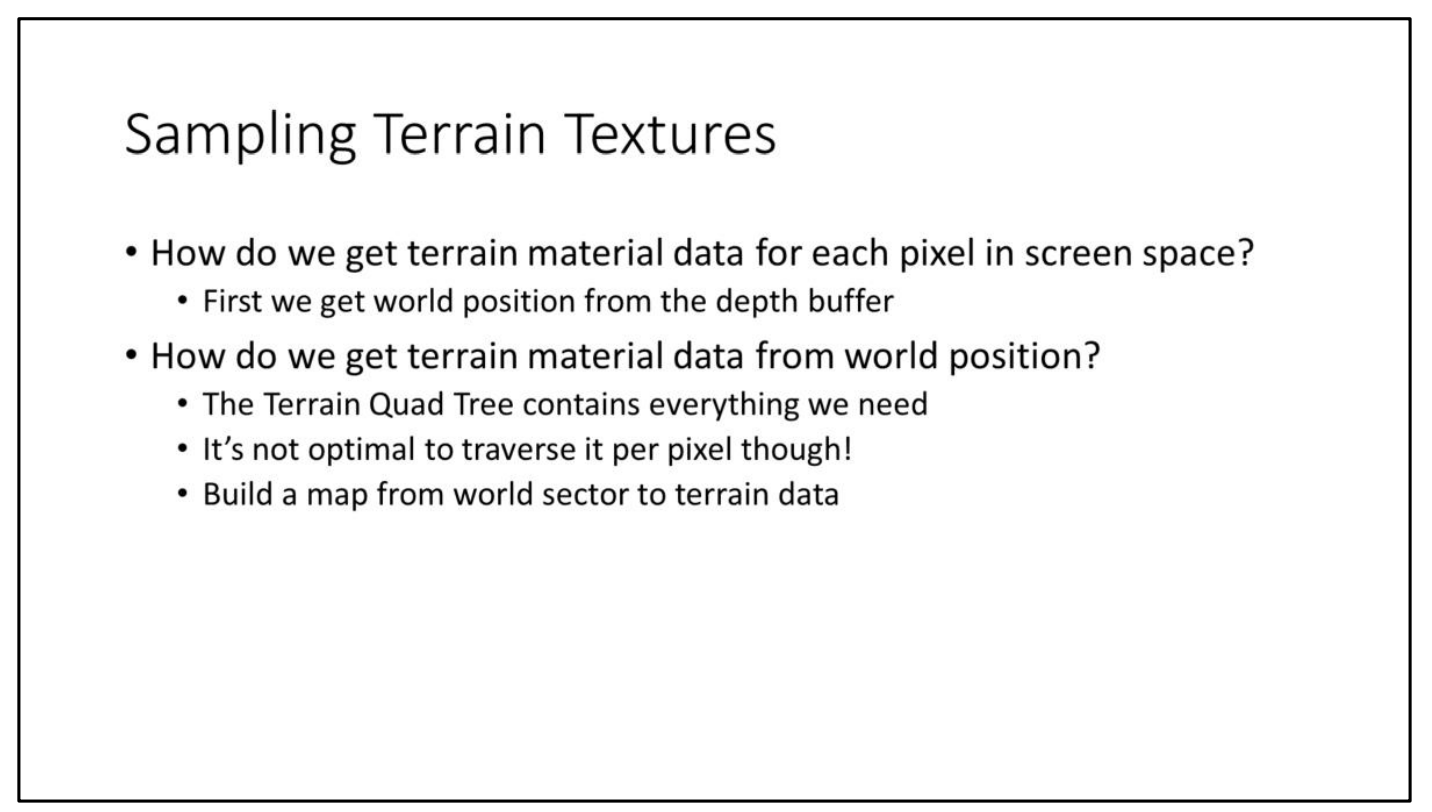 Sampling Terrain Textures
• How do we get terrain material data for each pixel in screen space?
• First we get world position from the depth buffer
• How do we get terrain material data from world position?
• The Terrain Quad Tree contains everything we need
• It’s not optimal to traverse it per pixel though!
• Build a map from world sector to terrain data